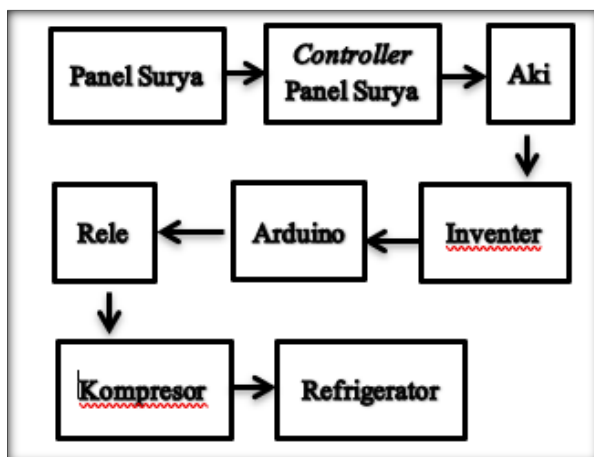 Panel Surya
Controller
Panel Surya
Aki
Rele
Arduino
Inventer
Kompresor
Refrigerator